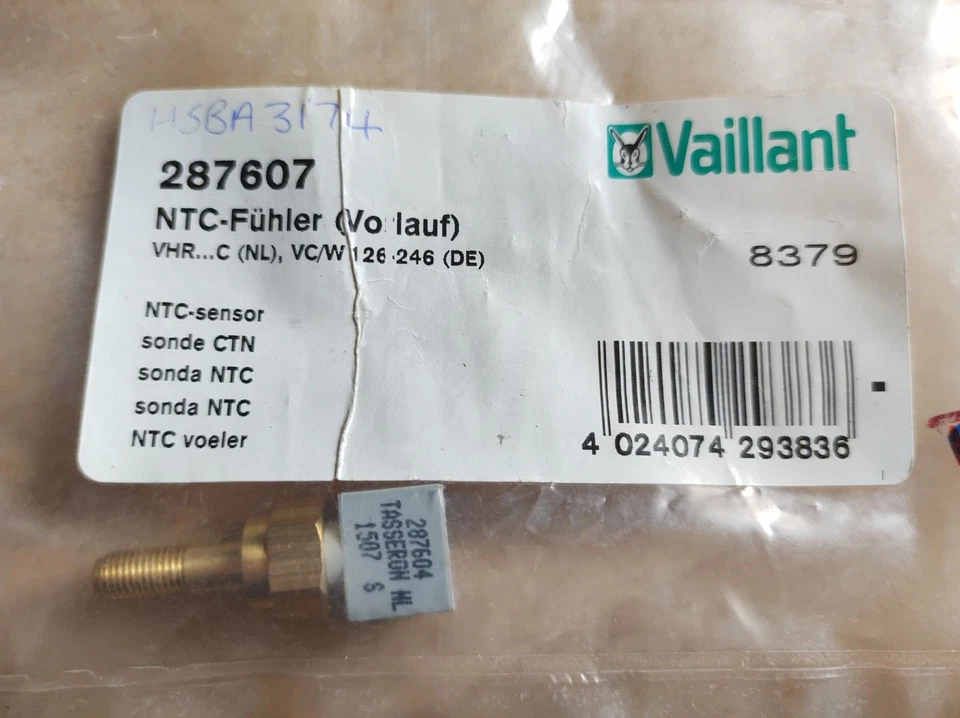 HSBA3174
Vaillant
287607
NTC-Fühler (Vorlauf)
VHR...C (NL), VC/W 126-246 (DE)
8379
NTC-sensor
sonde CTN
sonda NTC
sonda NTC
NTC voeler
4 024074 293836
287604
TASSERON NL
1507 S